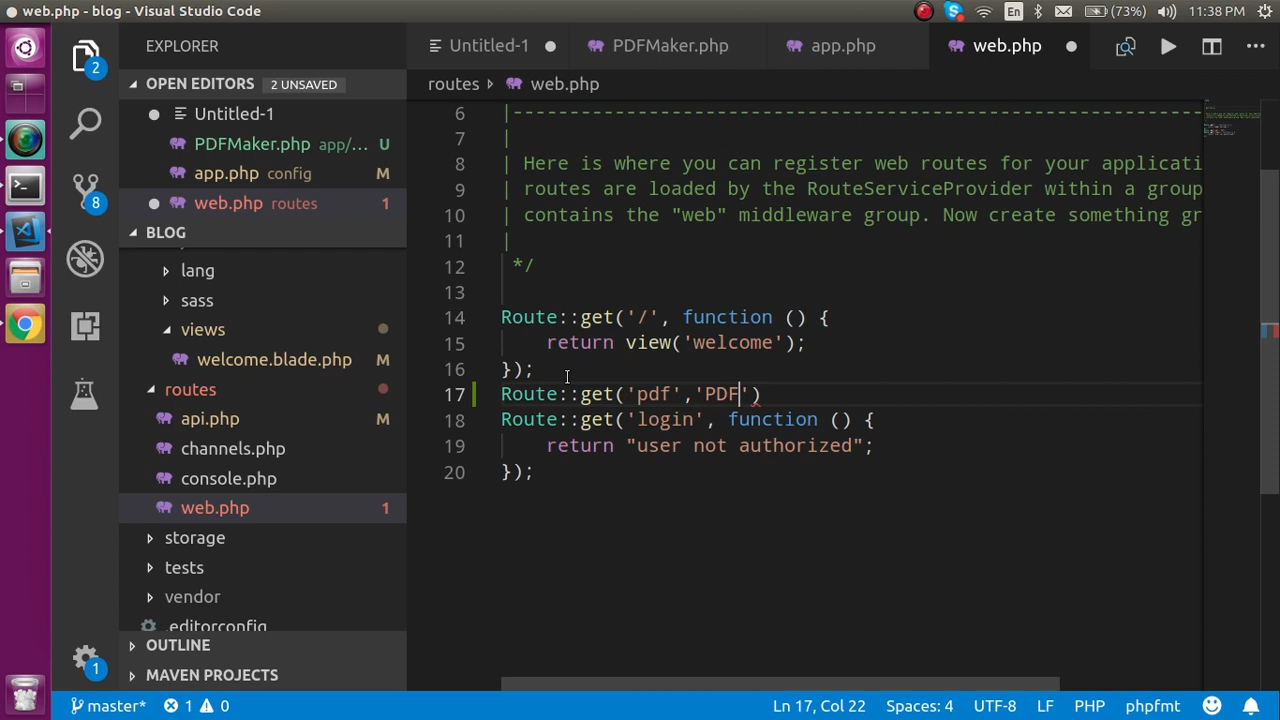 web.php - blog - Visual Studio Code
En
(73%)
11:38 PM
EXPLORER
Untitled-1
PDFMaker.php
app.php
web.php
OPEN EDITORS
2 UNSAVED
routes
web.php
2
Untitled-1
PDFMaker.php app/... U
app.php config M
web.php routes 1
8
BLOG
lang
sass
views
welcome.blade.php M
routes
api.php M
channels.php
console.php
web.php 1
storage
tests
vendor
.editorconfig
OUTLINE
MAVEN PROJECTS
1
6 |--------------------------------------------------------------------------
7 |
8 | Here is where you can register web routes for your applicati
9 | routes are loaded by the RouteServiceProvider within a group
10 | contains the "web" middleware group. Now create something gr
11 |
12 */
13
14 Route::get('/', function () {
15 return view('welcome');
16 });
17 Route::get('pdf','PDF')
18 Route::get('login', function () {
19 return "user not authorized";
20 });
master*
1
0
Ln 17, Col 22
Spaces: 4
UTF-8
LF
PHP
phpfmt